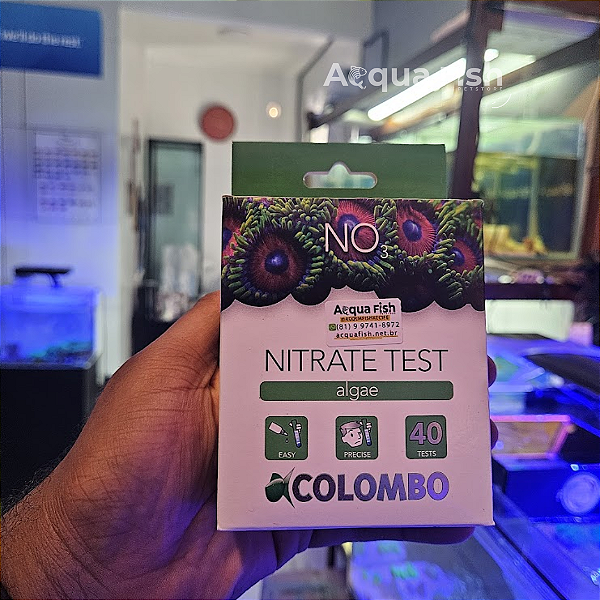 Acqua Fish
PETSTORE
NO3
Acqua Fish
(81) 9 9741-8972
acquafish.net.br
NITRATE TEST
algae
EASY
PRECISE
40
TESTS
COLOMBO